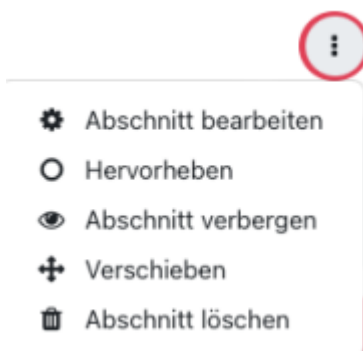 Abschnitt bearbeiten
Hervorheben
Abschnitt verbergen
Verschieben
Abschnitt löschen